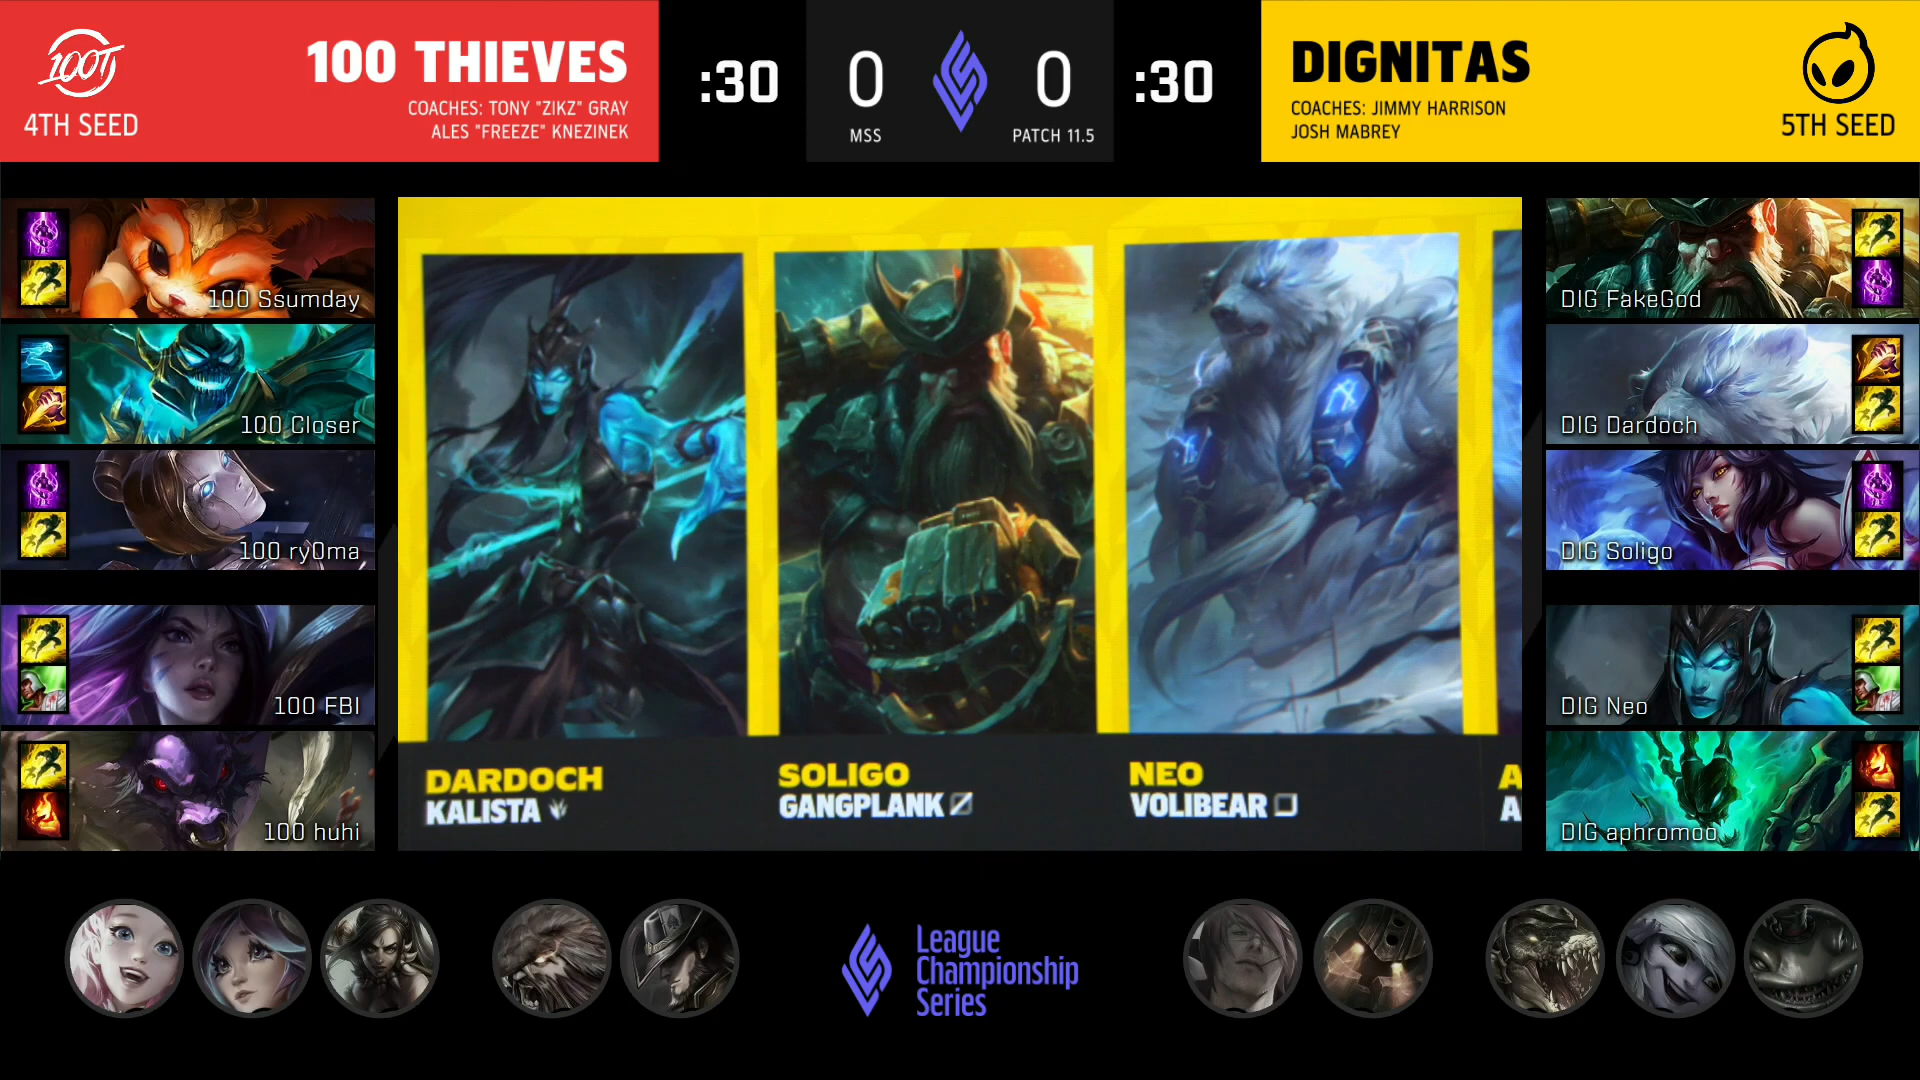 100T
4TH SEED
100 THIEVES
COACHES: TONY "ZIKZ" GRAY
ALES "FREEZE" KNEZINEK
:30
0
MSS
0
PATCH 11.5
:30
DIGNITAS
COACHES: JIMMY HARRISON
JOSH MABREY
5TH SEED
100 Ssumday
100 Closer
100 ry0ma
100 FBI
100 huhi
DARDOCH
KALISTA
SOLIGO
GANGPLANK
NEO
VOLIBEAR
A
A
DIG FakeGod
DIG Dardoch
DIG Soligo
DIG Neo
DIG aphromoo
League
Championship
Series